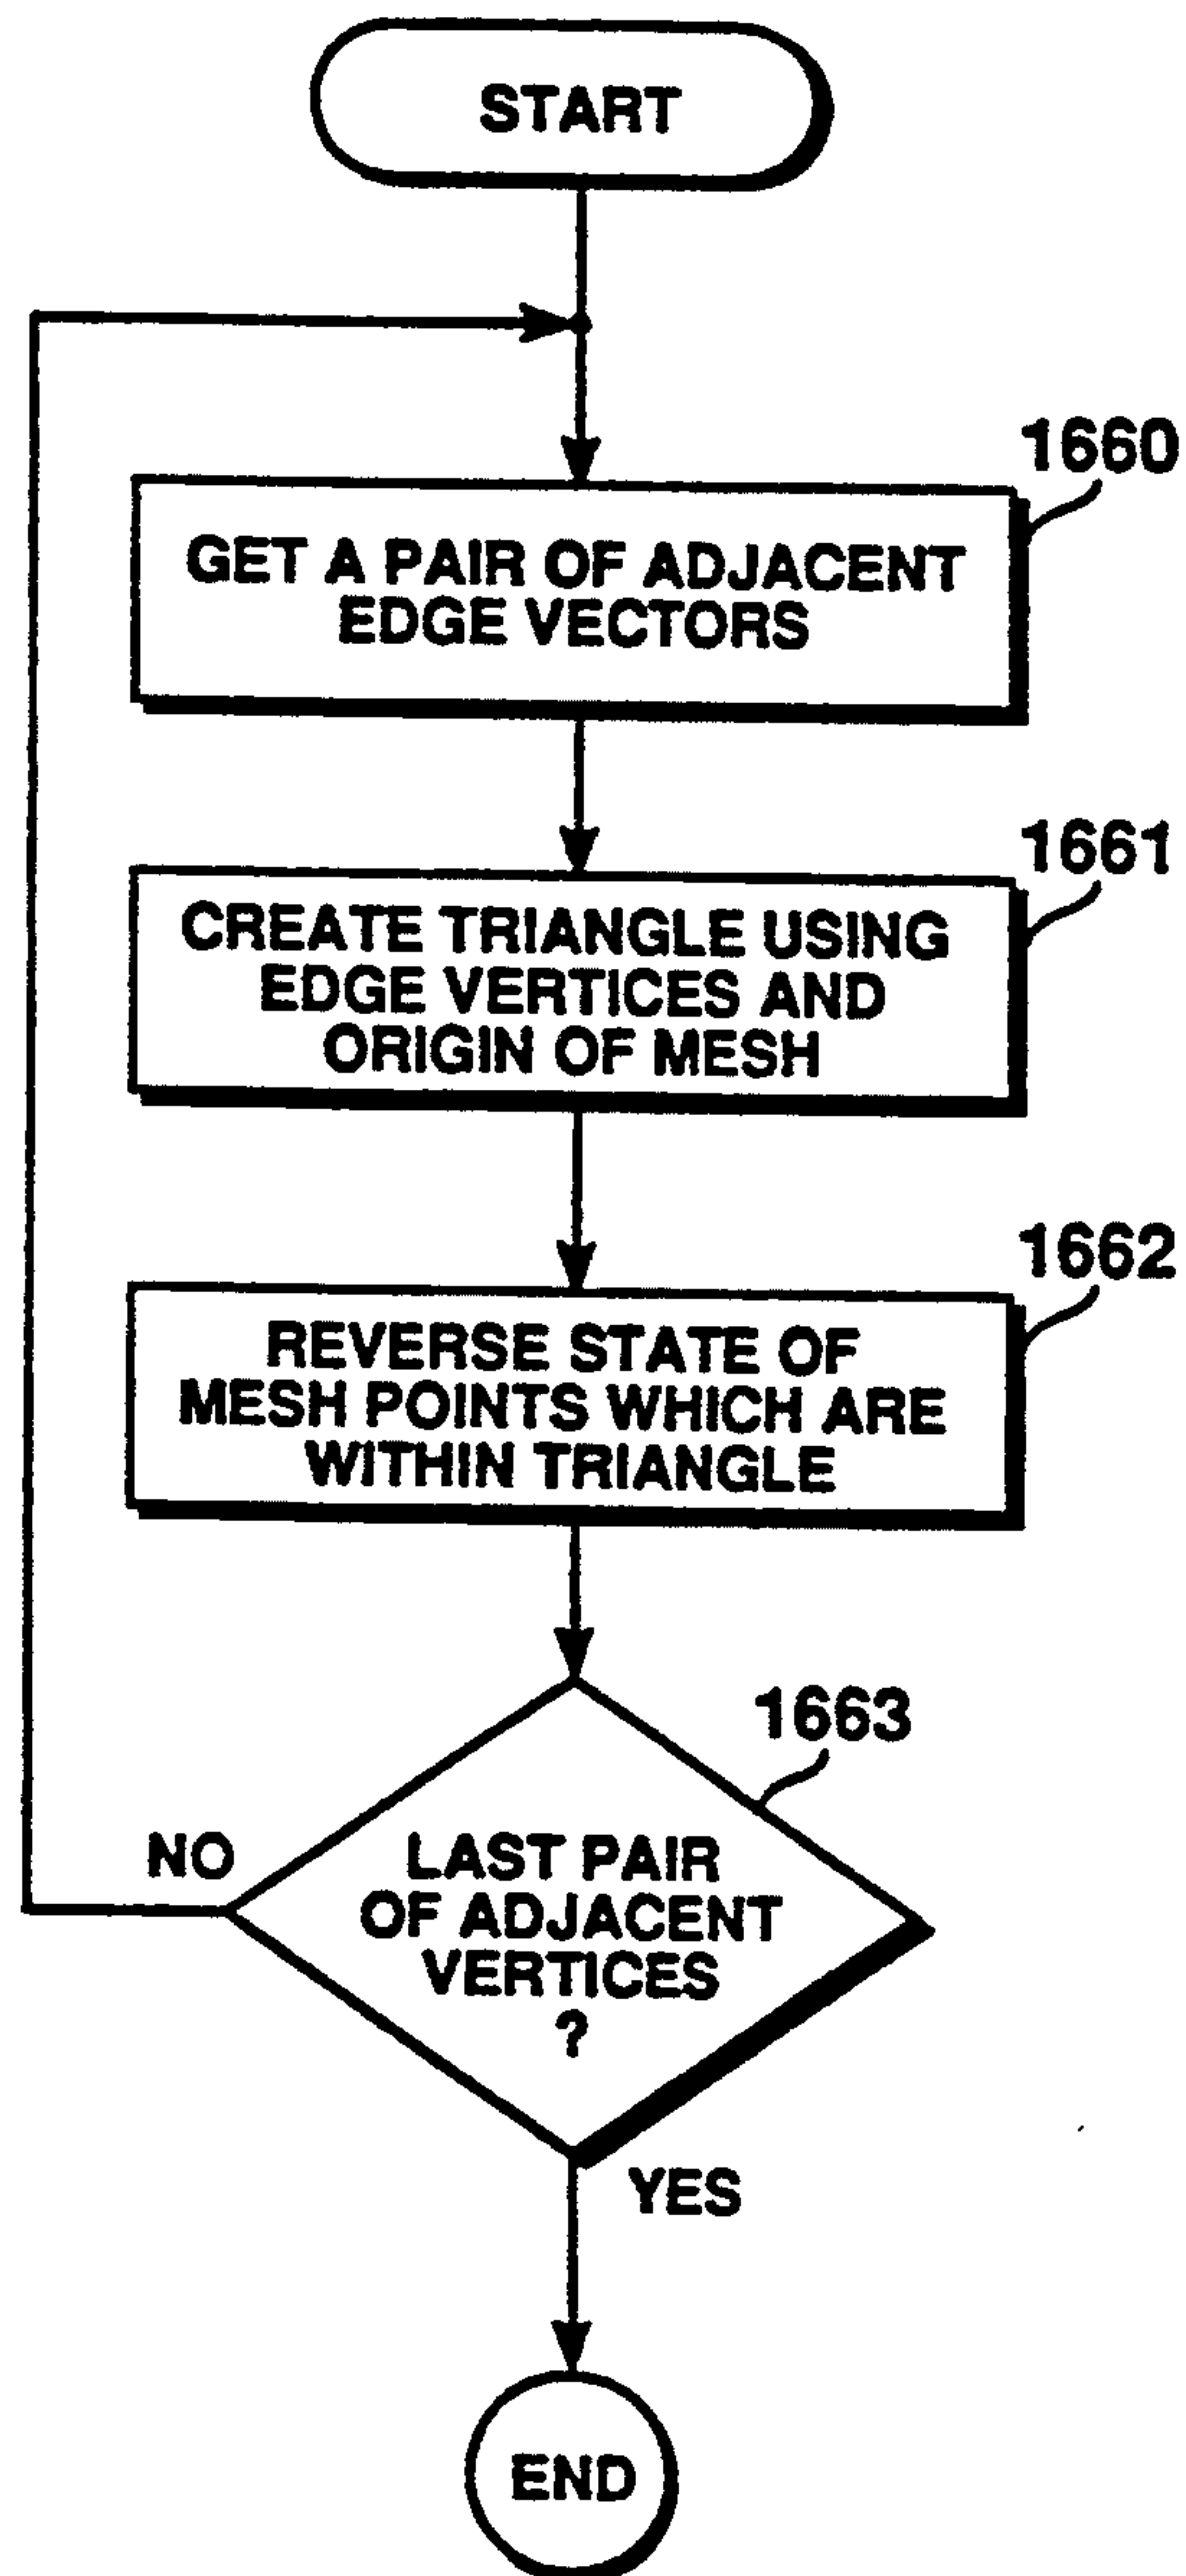 START
1660
GET A PAIR OF ADJACENT
EDGE VECTORS
1661
CREATE TRIANGLE USING
EDGE VERTICES AND
ORIGIN OF MESH
1662
REVERSE STATE OF
MESH POINTS WHICH ARE
WITHIN TRIANGLE
1663
NO
LAST PAIR
OF ADJACENT
VERTICES
?
YES
END